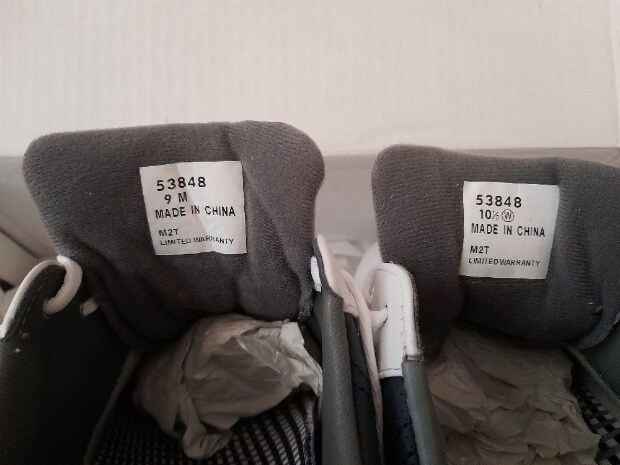 53848
9 M
MADE IN CHINA
M2T
LIMITED WARRANTY
53848
10½ Ⓦ
MADE IN CHINA
M2T
LIMITED WARRANTY